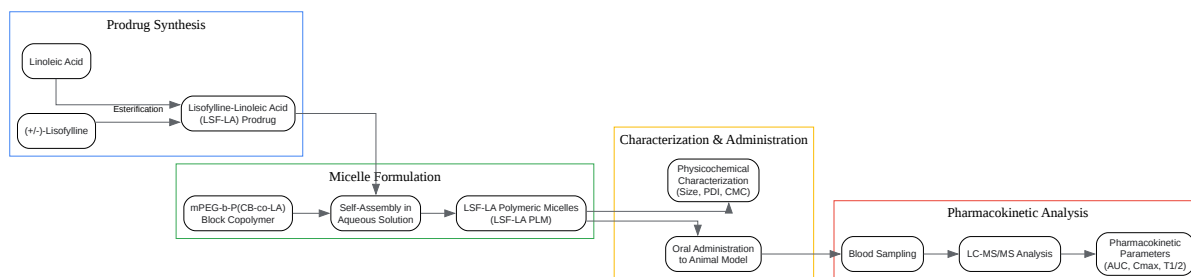 Prodrug Synthesis
Linoleic Acid
Esterification
(+/-)-Lisofylline
Lisofylline-Linoleic Acid
(LSF-LA) Prodrug
Micelle Formulation
mPEG-b-P(CB-co-LA)
Block Copolymer
Self-Assembly in
Aqueous Solution
LSF-LA Polymeric Micelles
(LSF-LA PLM)
Characterization & Administration
Physicochemical
Characterization
(Size, PDI, CMC)
Oral Administration
to Animal Model
Pharmacokinetic Analysis
Blood Sampling
LC-MS/MS Analysis
Pharmacokinetic
Parameters
(AUC, Cmax, T1/2)